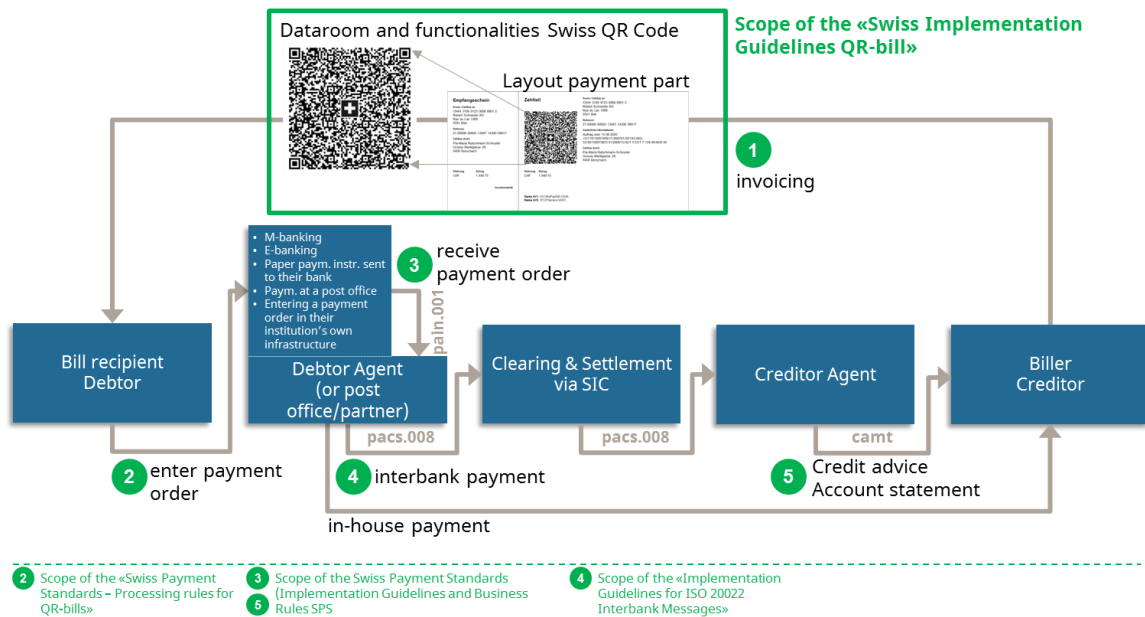 Dataroom and functionalities Swiss QR Code
Scope of the «Swiss Implementation
Guidelines QR-bill»
Layout payment part
Empfangsschein
Zahlteil
1
invoicing
• M-banking
• E-banking
• Paper paym. instr. sent
to their bank
• Paym. at a post office
• Entering a payment
order in their
institution's own
infrastructure
3
receive
payment order
pain.001
Bill recipient
Debtor
Debtor Agent
(or post
office/partner)
Clearing & Settlement
via SIC
Creditor Agent
Biller
Creditor
pacs.008
pacs.008
camt
2
enter payment
order
4
interbank payment
5
Credit advice
Account statement
in-house payment
2
Scope of the «Swiss Payment
Standards – Processing rules for
QR-bills»
3
5
Scope of the Swiss Payment Standards
(Implementation Guidelines and Business
Rules SPS
4
Scope of the «Implementation
Guidelines for ISO 20022
Interbank Messages»